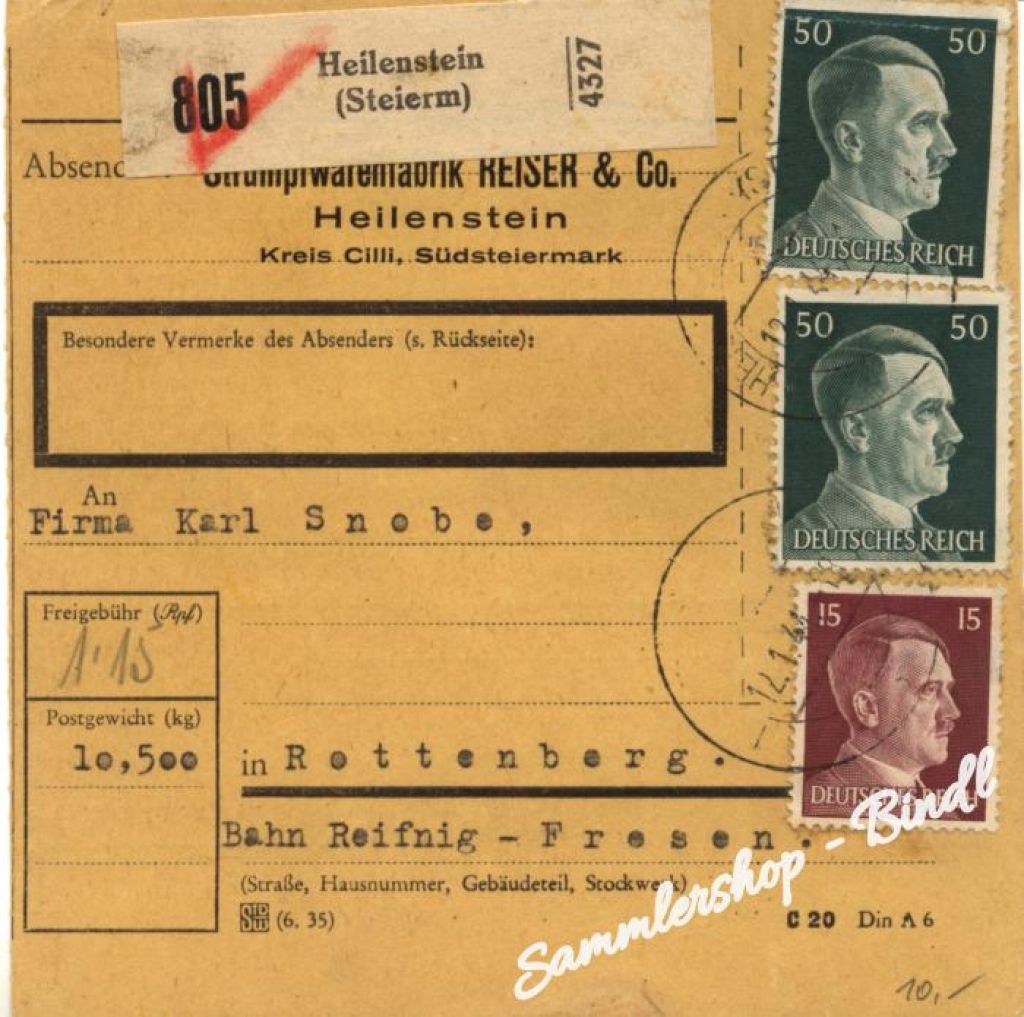 805
Heilenstein
(Steierm)
4327
Absend
Strumpfwarenfabrik REISER & Co.
Heilenstein
Kreis Cilli, Südsteiermark
Besondere Vermerke des Absenders (s. Rückseite):
An
Firma Karl Snobe,
Freigebühr (Rpf)
1·15
Postgewicht (kg)
10,500
in Rottenberg.
Bahn Reifnig - Fresen.
(Straße, Hausnummer, Gebäudeteil, Stockwerk)
(6. 35)
C 20 Din A 6
10,-
50 50
DEUTSCHES REICH
50 50
DEUTSCHES REICH
15 15
DEUTSCHES REICH
Sammlershop - Bindl